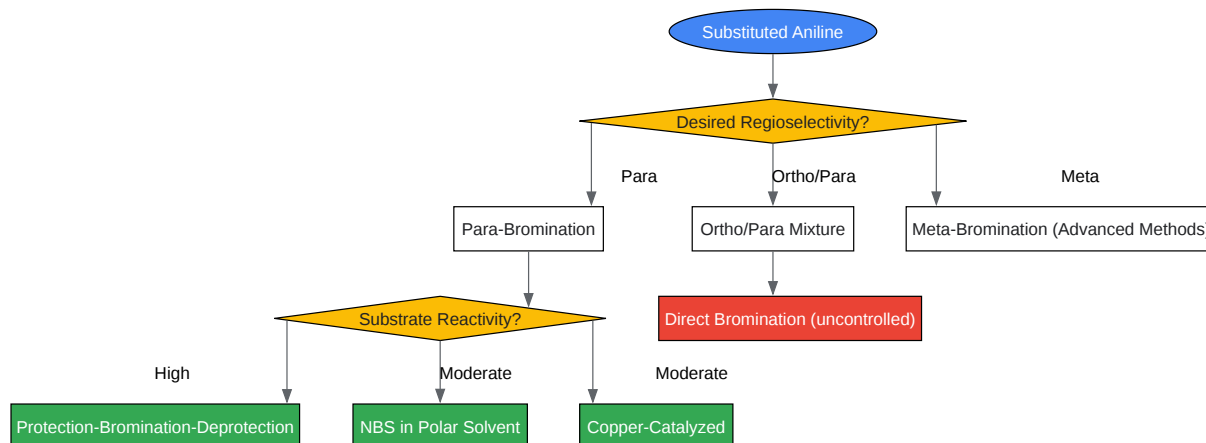 Substituted Aniline
Desired Regioselectivity?
Para
Ortho/Para
Meta
Para-Bromination
Ortho/Para Mixture
Meta-Bromination (Advanced Methods)
Substrate Reactivity?
Direct Bromination (uncontrolled)
High
Moderate
Moderate
Protection-Bromination-Deprotection
NBS in Polar Solvent
Copper-Catalyzed